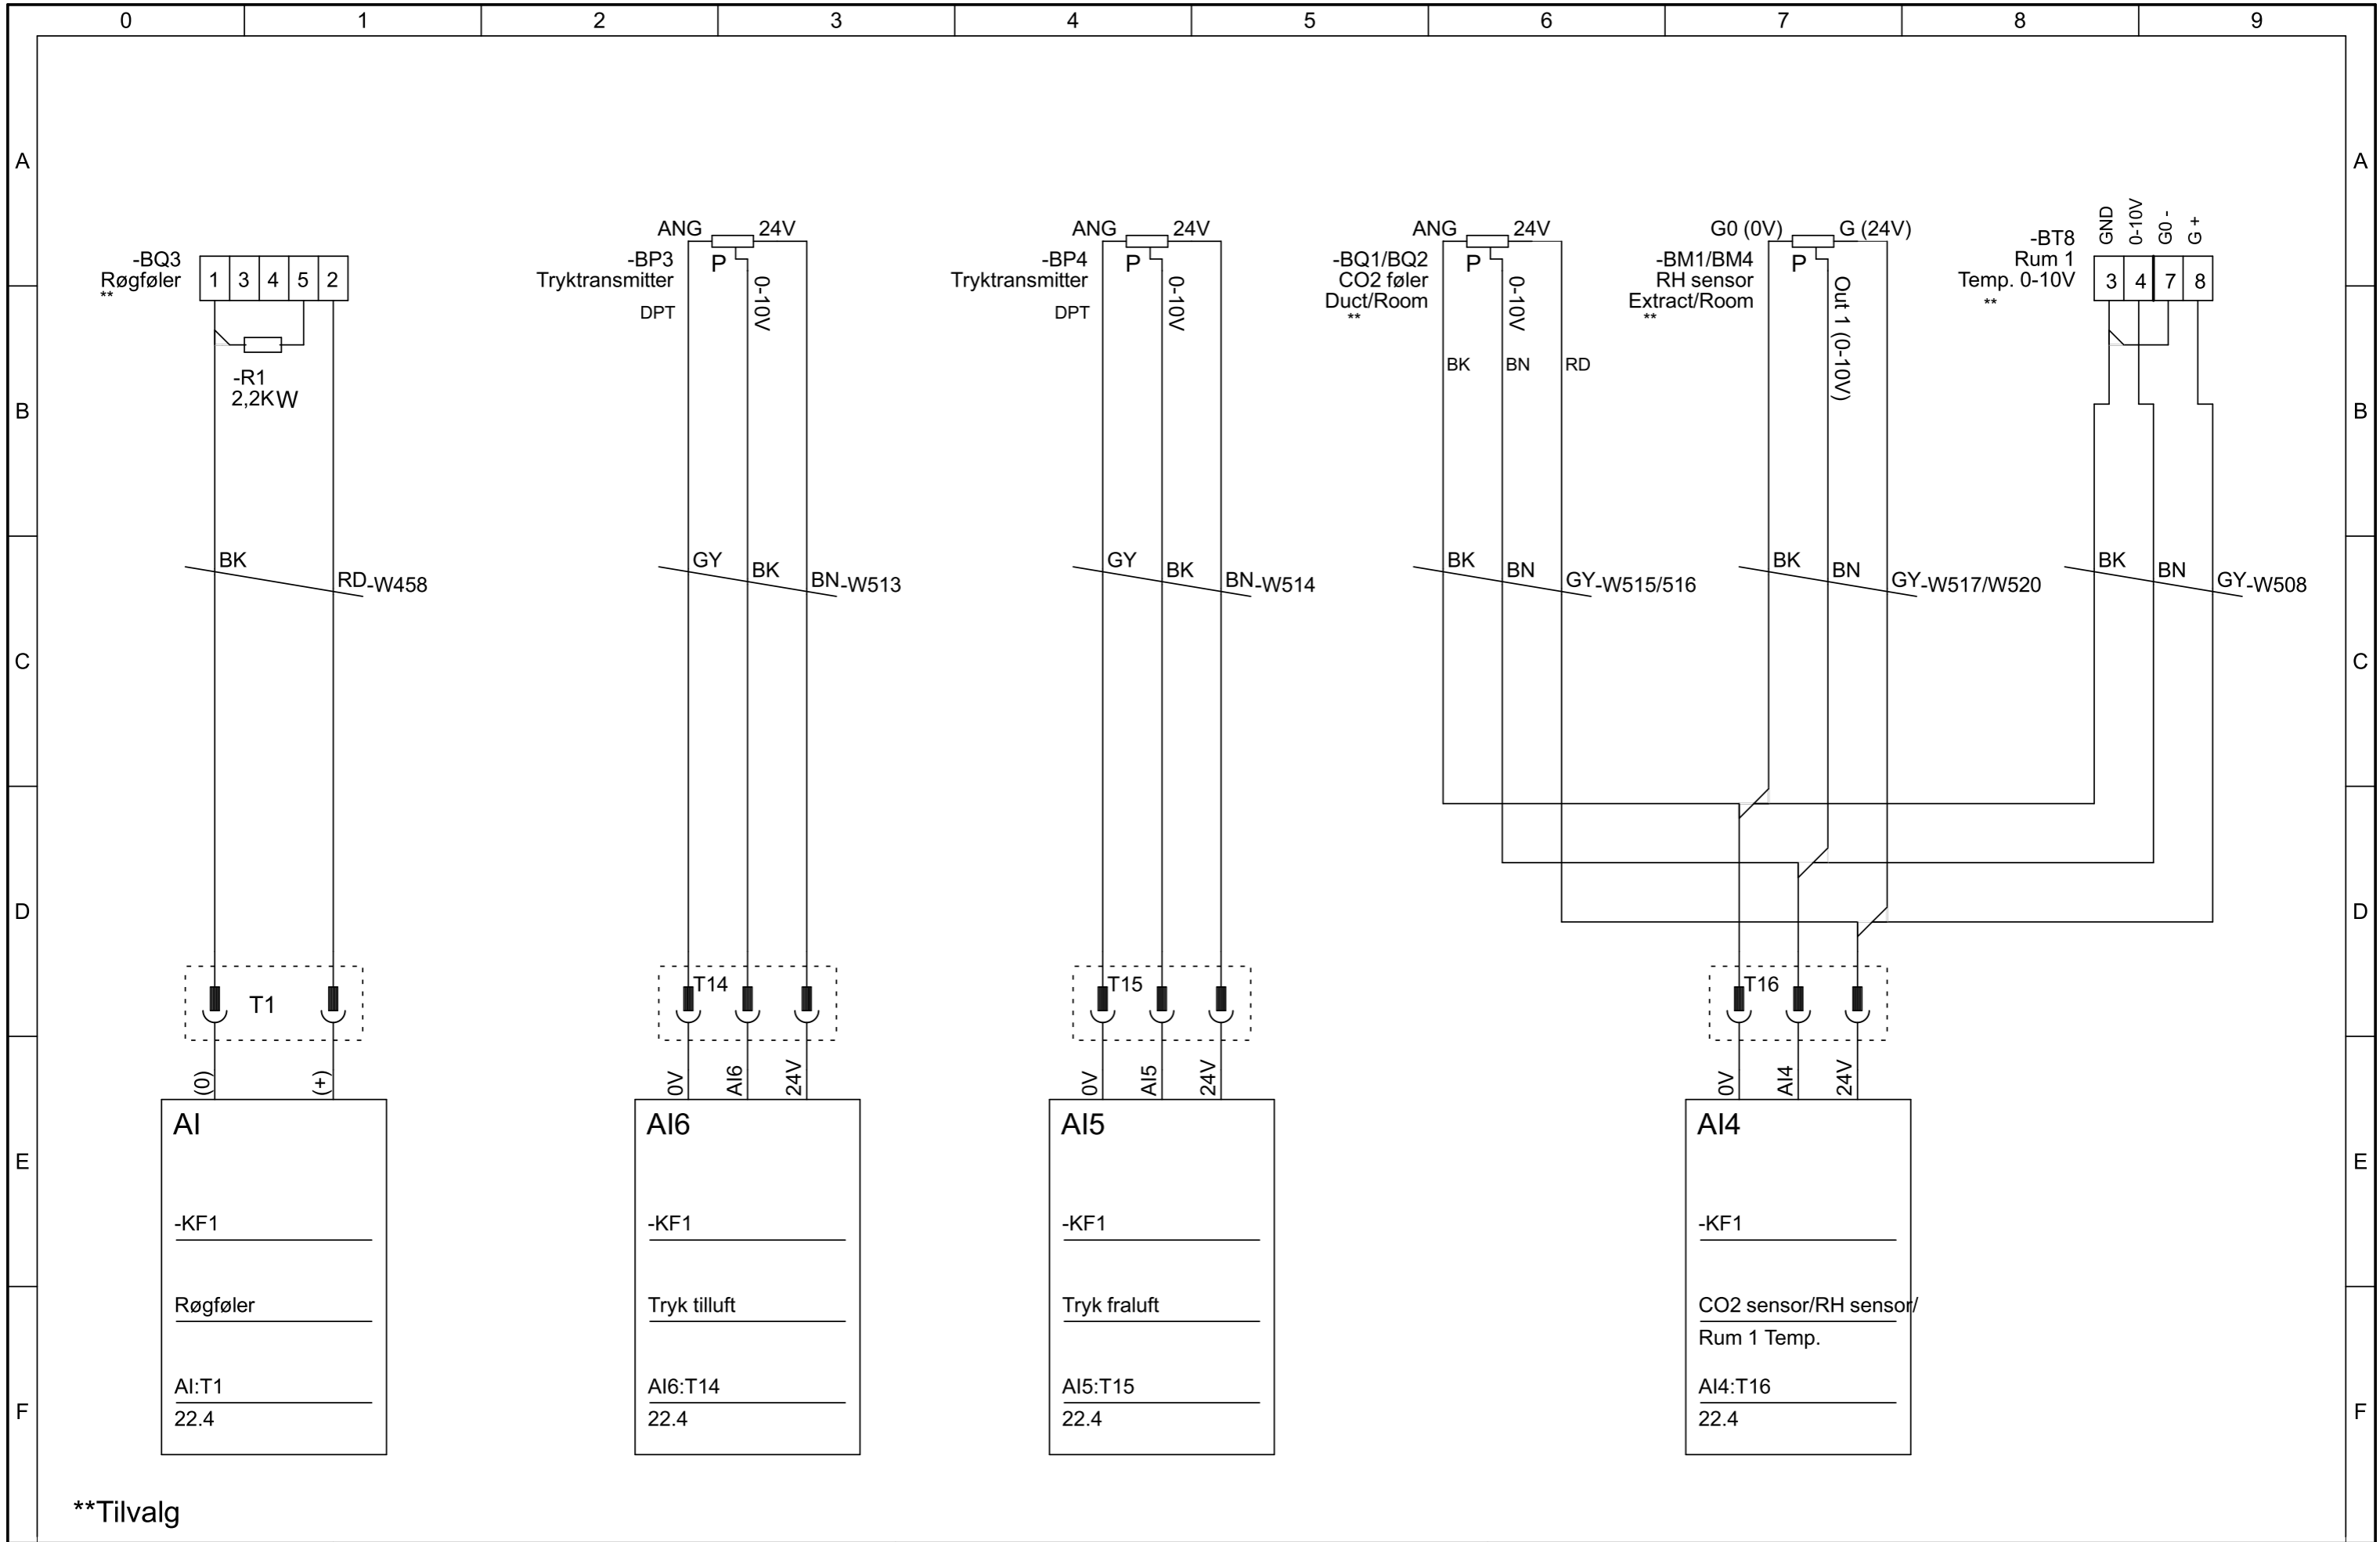 0 1 2 3 4 5 6 7 8 9
A A
B B
C C
D D
E E
F F
-BQ3
Røgføler
**
1 3 4 5 2
-R1
2,2KW
BK
RD
-W458
T1
(0)
(+)
AI
-KF1
Røgføler
AI:T1
22.4
ANG 24V
-BP3
Tryktransmitter
DPT
P
0-10V
GY
BK
BN
-W513
T14
0V
AI6
24V
AI6
-KF1
Tryk tilluft
AI6:T14
22.4
ANG 24V
-BP4
Tryktransmitter
DPT
P
0-10V
GY
BK
BN
-W514
T15
0V
AI5
24V
AI5
-KF1
Tryk fraluft
AI5:T15
22.4
ANG 24V
-BQ1/BQ2
CO2 føler
Duct/Room
**
P
0-10V
BK BN RD
BK
BN
GY
-W515/516
G0 (0V) G (24V)
-BM1/BM4
RH sensor
Extract/Room
**
P
Out 1 (0-10V)
BK
BN
GY
-W517/W520
-BT8
Rum 1
Temp. 0-10V
**
GND
0-10V
G0 -
G +
3 4 7 8
BK
BN
GY
-W508
T16
0V
AI4
24V
AI4
-KF1
CO2 sensor/RH sensor/
Rum 1 Temp.
AI4:T16
22.4
**Tilvalg